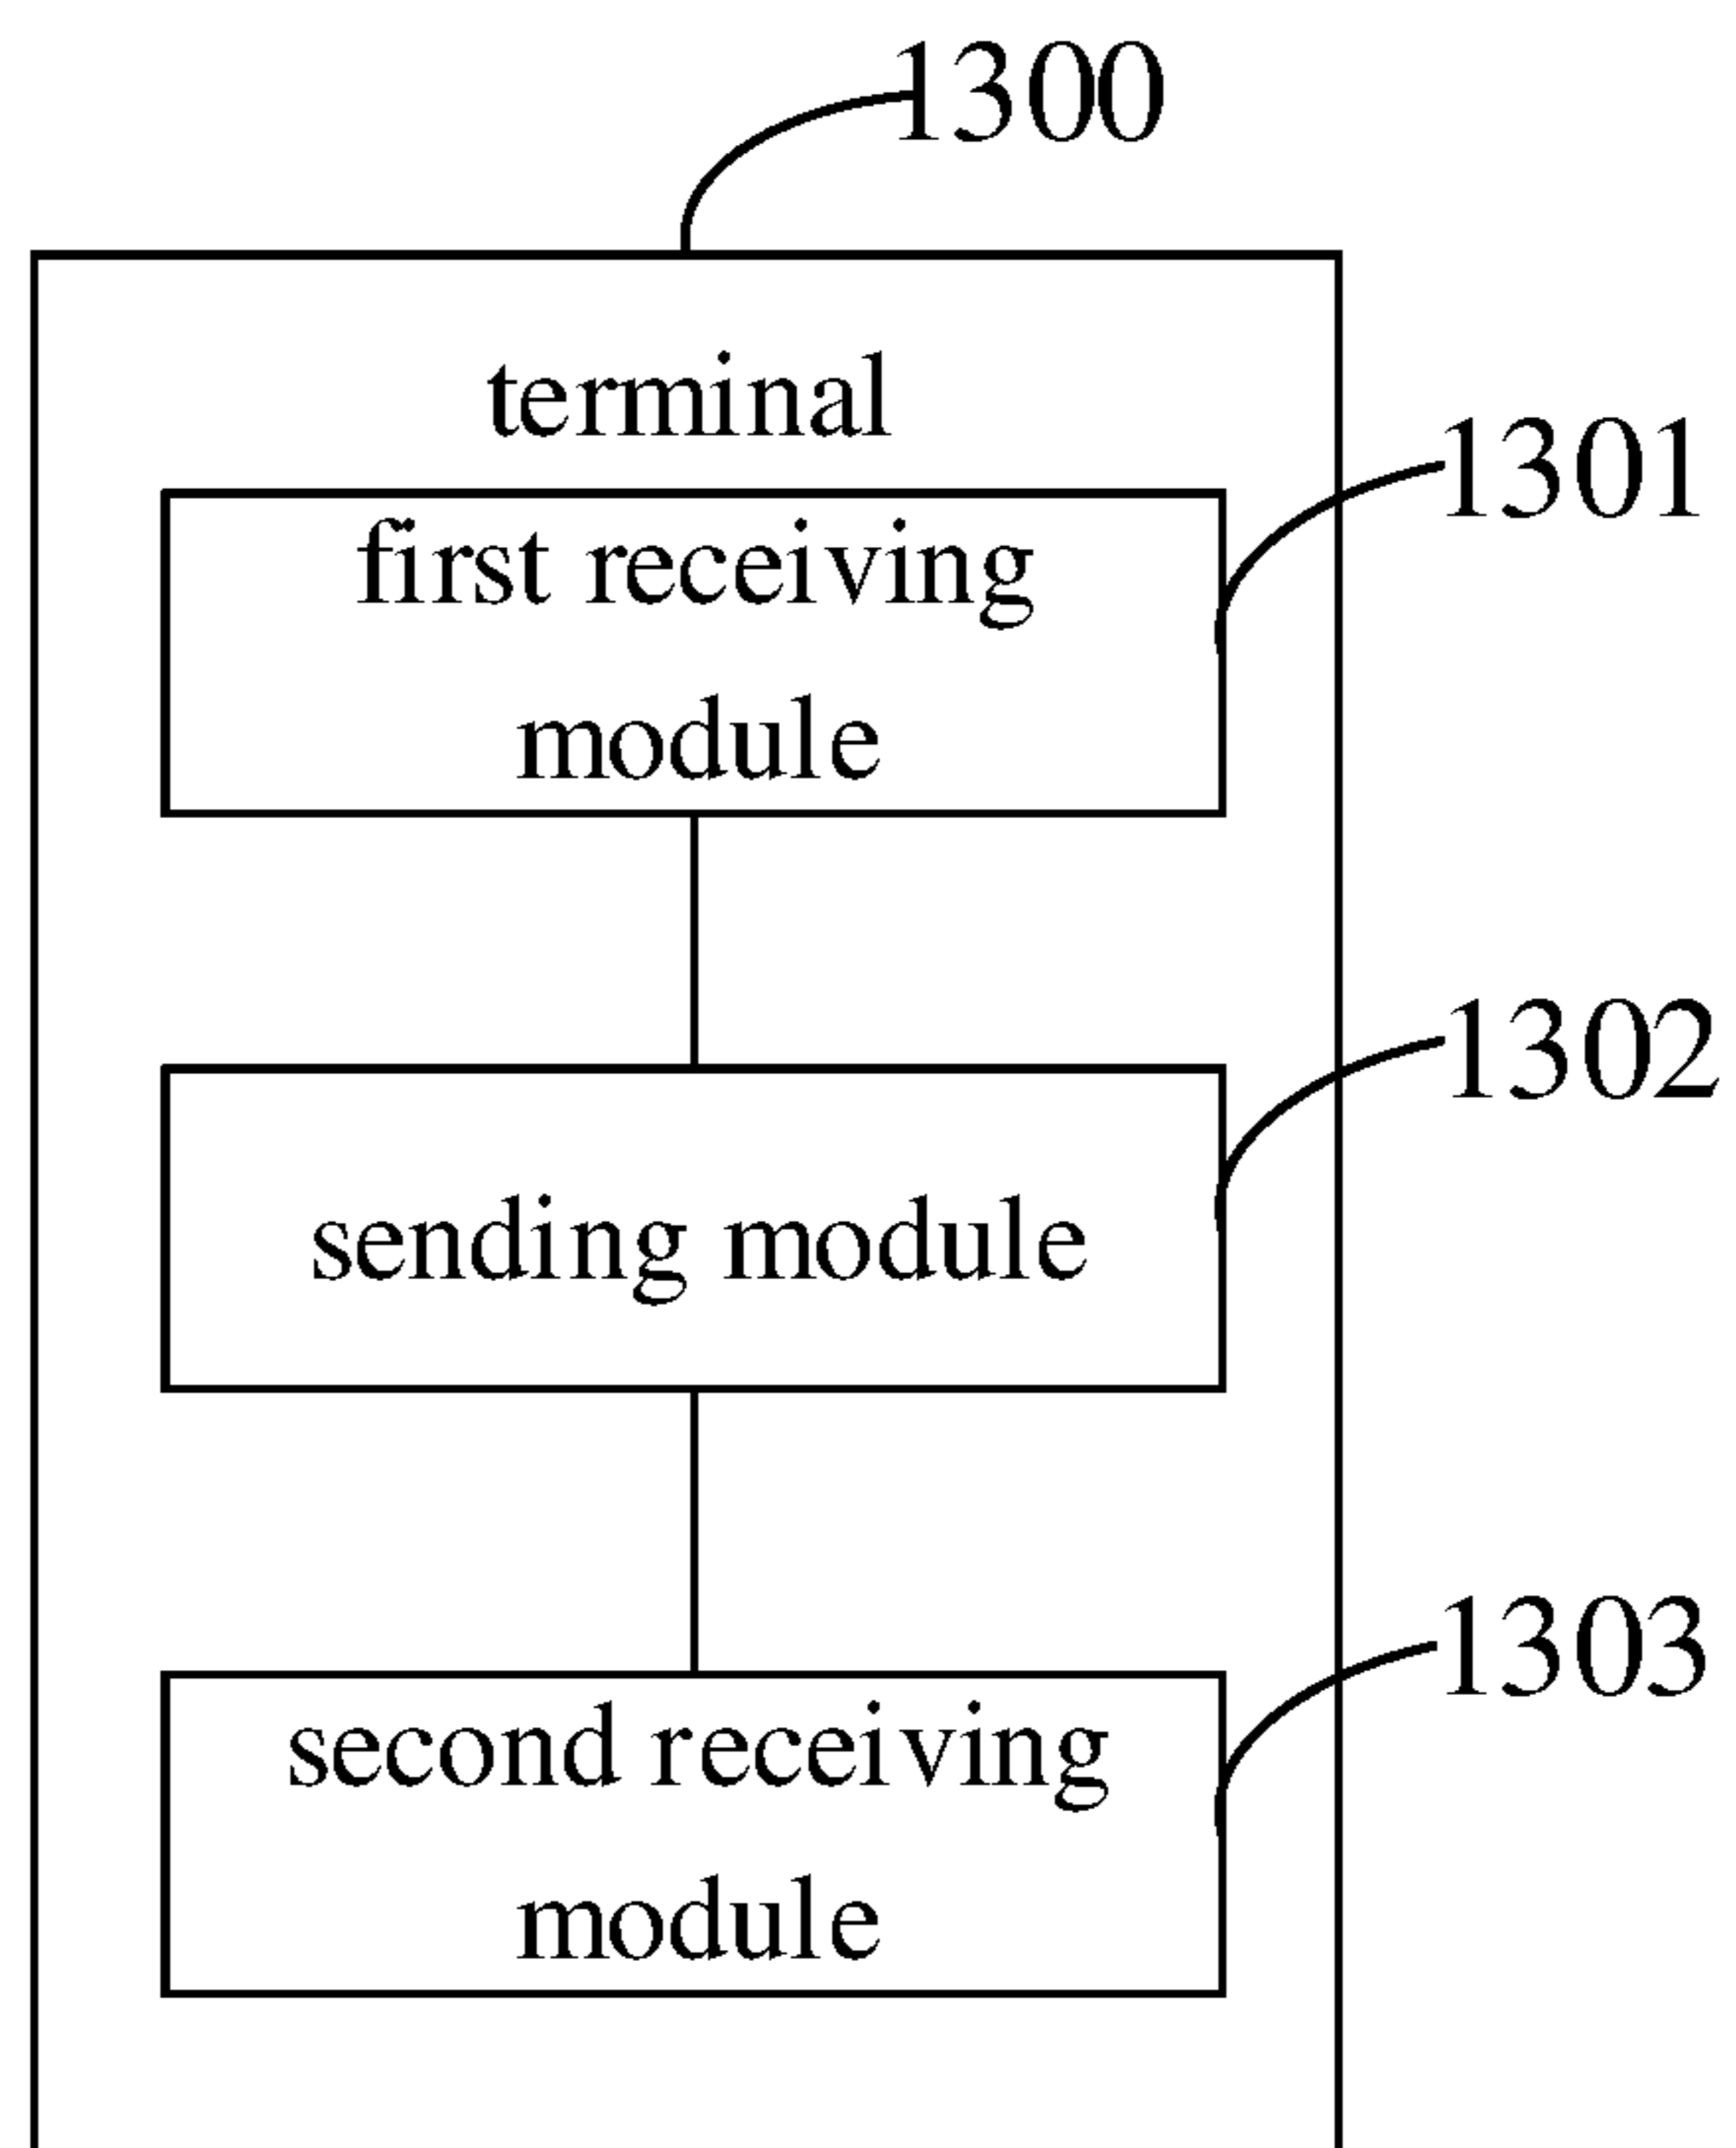 1300
terminal
1301
first receiving
module
1302
sending module
1303
second receiving
module